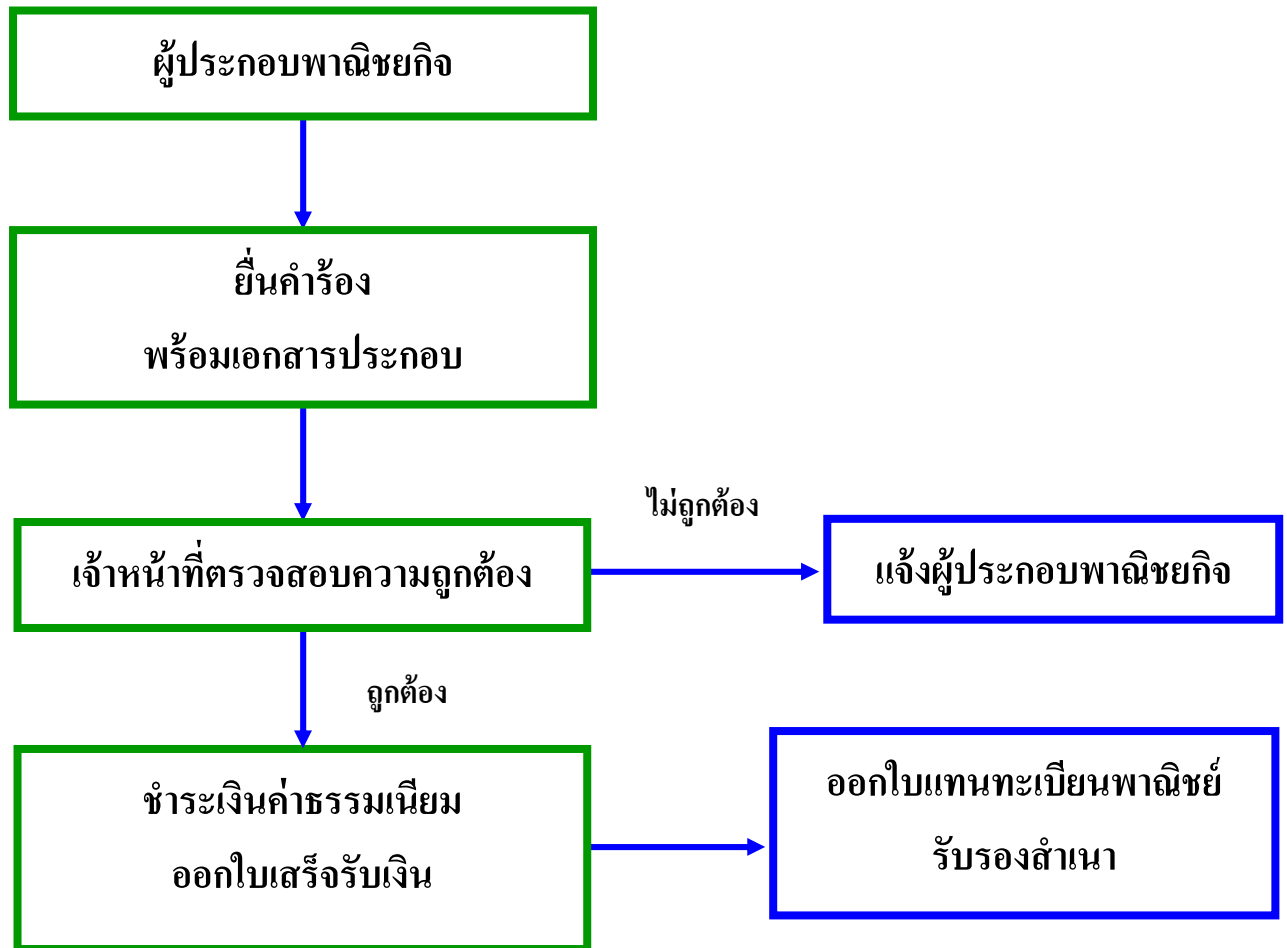 ผู้ประกอบพาณิชยกิจ
ยื่นคำร้อง
พร้อมเอกสารประกอบ
ไม่ถูกต้อง
เจ้าหน้าที่ตรวจสอบความถูกต้อง
แจ้งผู้ประกอบพาณิชยกิจ
ถูกต้อง
ชำระเงินค่าธรรมเนียม
ออกใบเสร็จรับเงิน
ออกใบแทนทะเบียนพาณิชย์
รับรองสำเนา